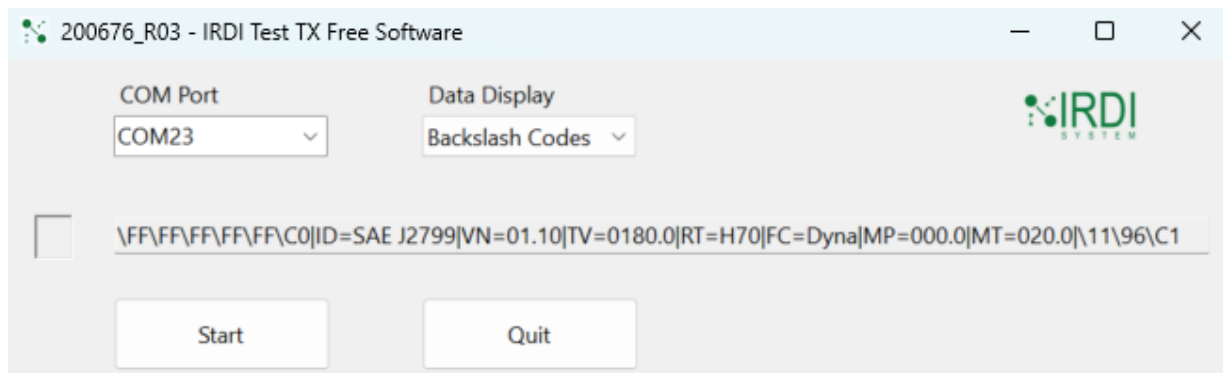 200676_R03 - IRDI Test TX Free Software
COM Port
Data Display
IRDI
SYSTEM
COM23
Backslash Codes
\FF\FF\FF\FF\FF\C0|ID=SAE J2799|VN=01.10|TV=0180.0|RT=H70|FC=Dyna|MP=000.0|MT=020.0|\11\96\C1
Start
Quit